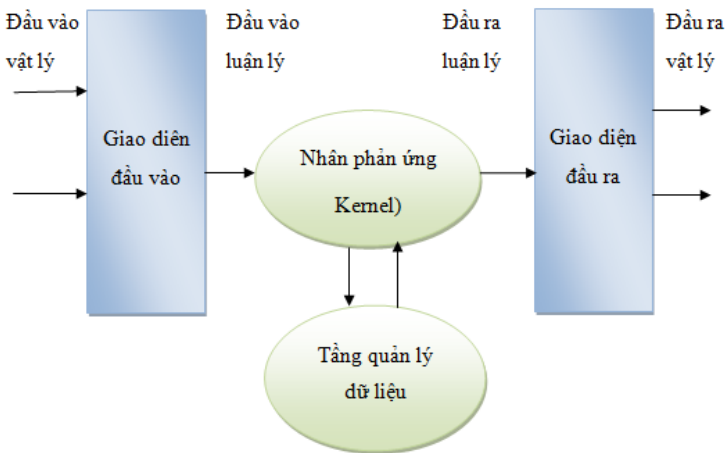 Đầu vào
vật lý
Đầu vào
luận lý
Đầu ra
luận lý
Đầu ra
vật lý
Giao diên
đầu vào
Nhân phản ứng
Kernel)
Giao diện
đầu ra
Tầng quản lý
dữ liệu